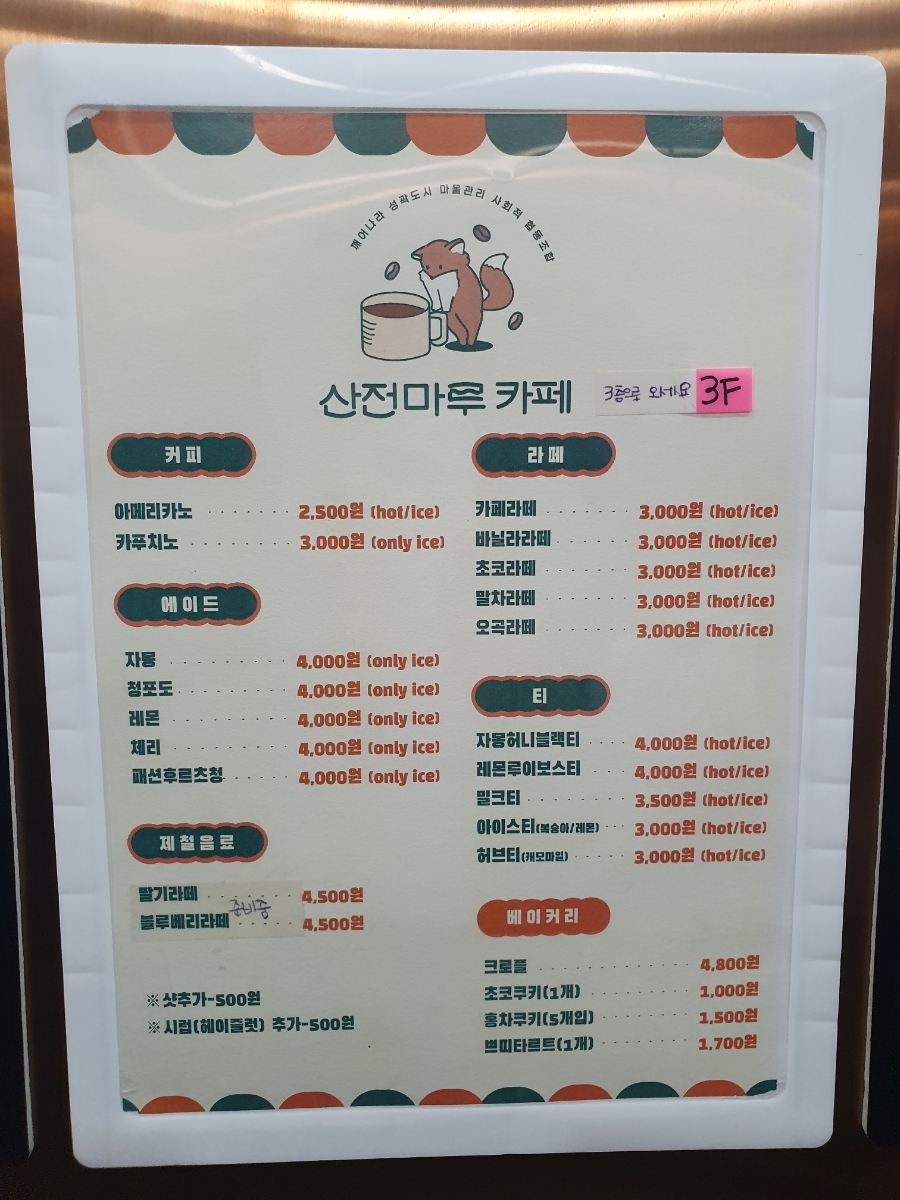 깨어나라 성곽도시 마을관리 사회적 협동조합
산전마루 카페
3층으로 오세요 3F
커피
아메리카노 2,500원 (hot/ice)
카푸치노 3,000원 (only ice)
에이드
자몽 4,000원 (only ice)
청포도 4,000원 (only ice)
레몬 4,000원 (only ice)
체리 4,000원 (only ice)
패션후르츠청 4,000원 (only ice)
제철음료
딸기라떼 4,500원
준비중
블루베리라떼 4,500원
※ 샷추가-500원
※ 시럽(헤이즐럿) 추가-500원
라떼
카페라떼 3,000원 (hot/ice)
바닐라라떼 3,000원 (hot/ice)
초코라떼 3,000원 (hot/ice)
말차라떼 3,000원 (hot/ice)
오곡라떼 3,000원 (hot/ice)
티
자몽허니블랙티 4,000원 (hot/ice)
레몬루이보스티 4,000원 (hot/ice)
밀크티 3,500원 (hot/ice)
아이스티(복숭아/레몬) 3,000원 (hot/ice)
허브티(캐모마일) 3,000원 (hot/ice)
베이커리
크로플 4,800원
초코쿠키(1개) 1,000원
홍차쿠키(5개입) 1,500원
쁘띠타르트(1개) 1,700원